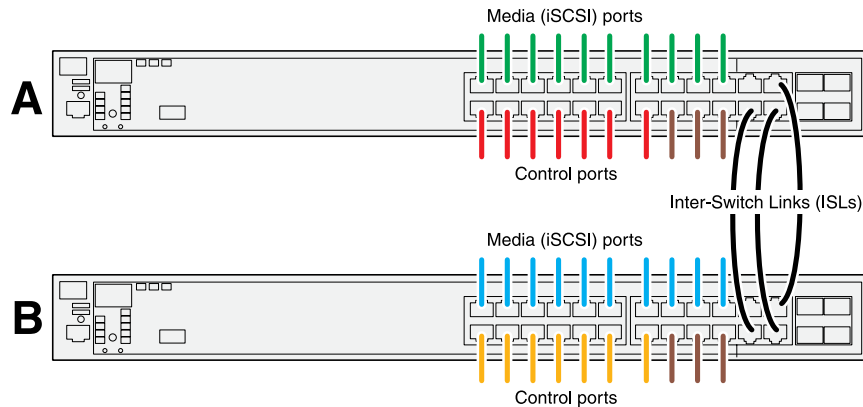 Media (iSCSI) ports
A
Control ports
Inter-Switch Links (ISLs)
Media (iSCSI) ports
B
Control ports